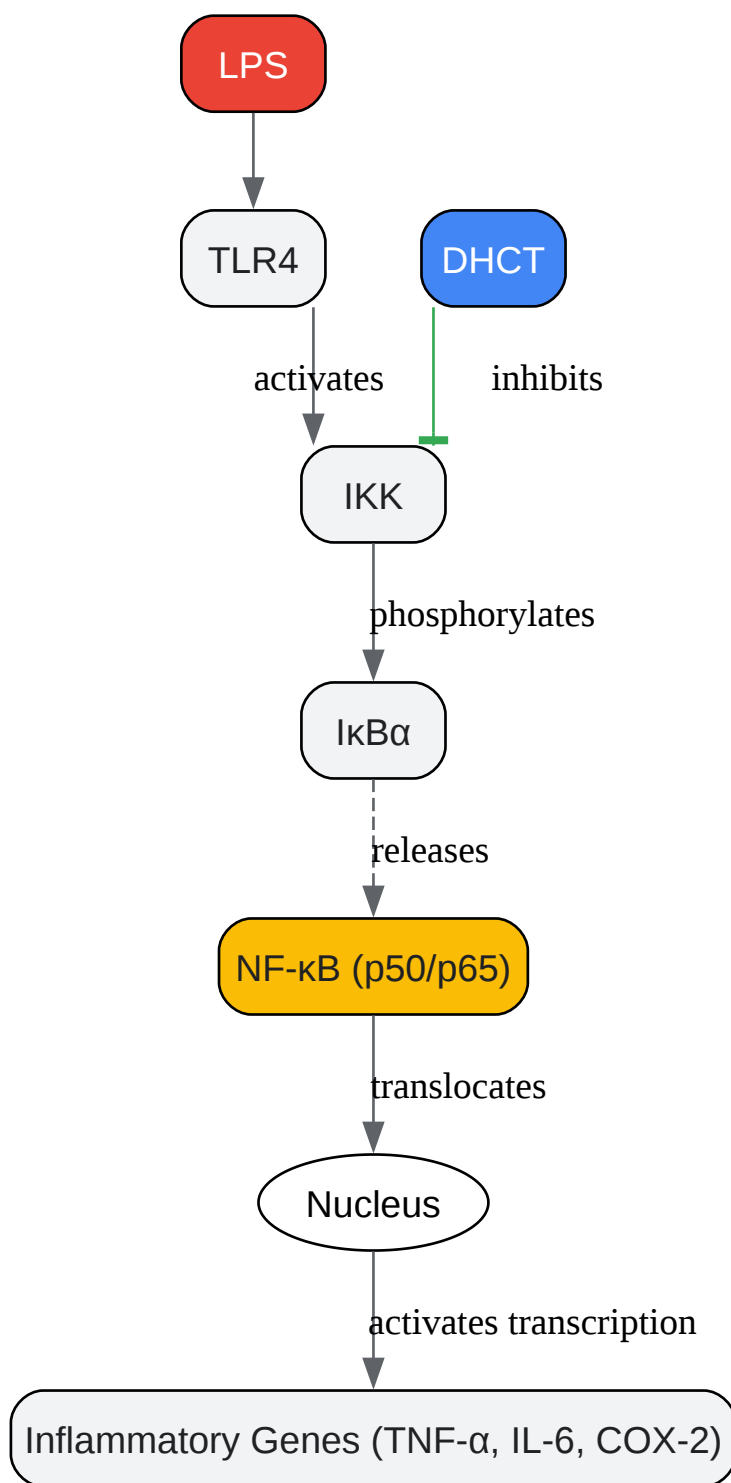 LPS
TLR4
DHCT
activates
inhibits
IKK
phosphorylates
IκBα
releases
NF-κB (p50/p65)
translocates
Nucleus
activates transcription
Inflammatory Genes (TNF-α, IL-6, COX-2)